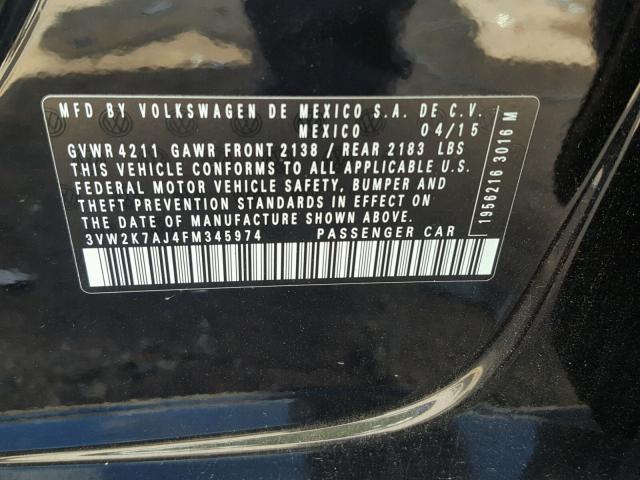 MFD BY VOLKSWAGEN DE MEXICO S.A. DE C.V.
MEXICO 04/15
GVWR 4211 GAWR FRONT 2138 / REAR 2183 LBS
THIS VEHICLE CONFORMS TO ALL APPLICABLE U.S.
FEDERAL MOTOR VEHICLE SAFETY, BUMPER AND
THEFT PREVENTION STANDARDS IN EFFECT ON
THE DATE OF MANUFACTURE SHOWN ABOVE.
3VW2K7AJ4FM345974 PASSENGER CAR
19562116 3016 M